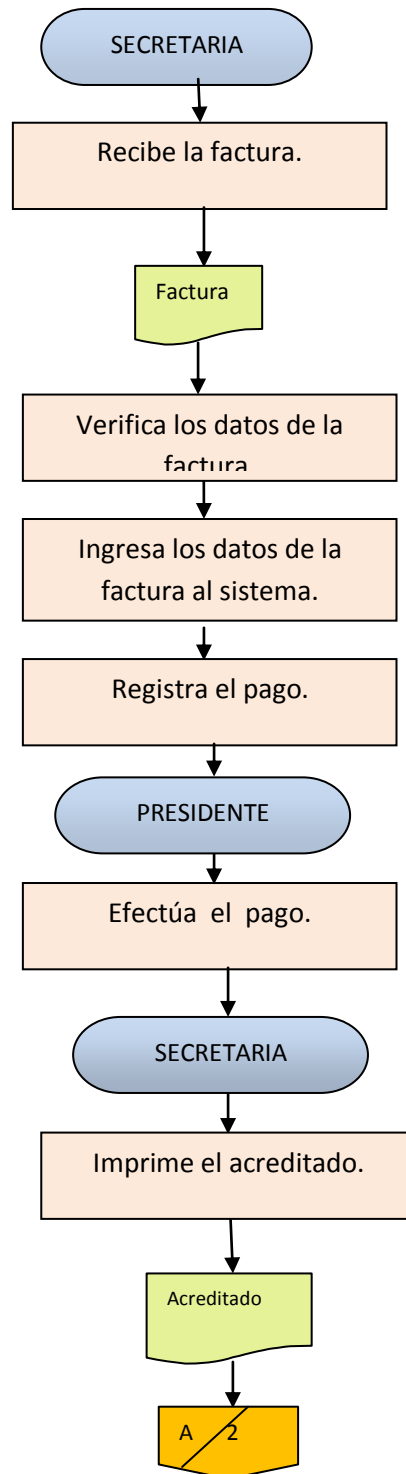 SECRETARIA
Recibe la factura.
Factura
Verifica los datos de la
factura
Ingresa los datos de la
factura al sistema.
Registra el pago.
PRESIDENTE
Efectúa el pago.
SECRETARIA
Imprime el acreditado.
Acreditado
A 2